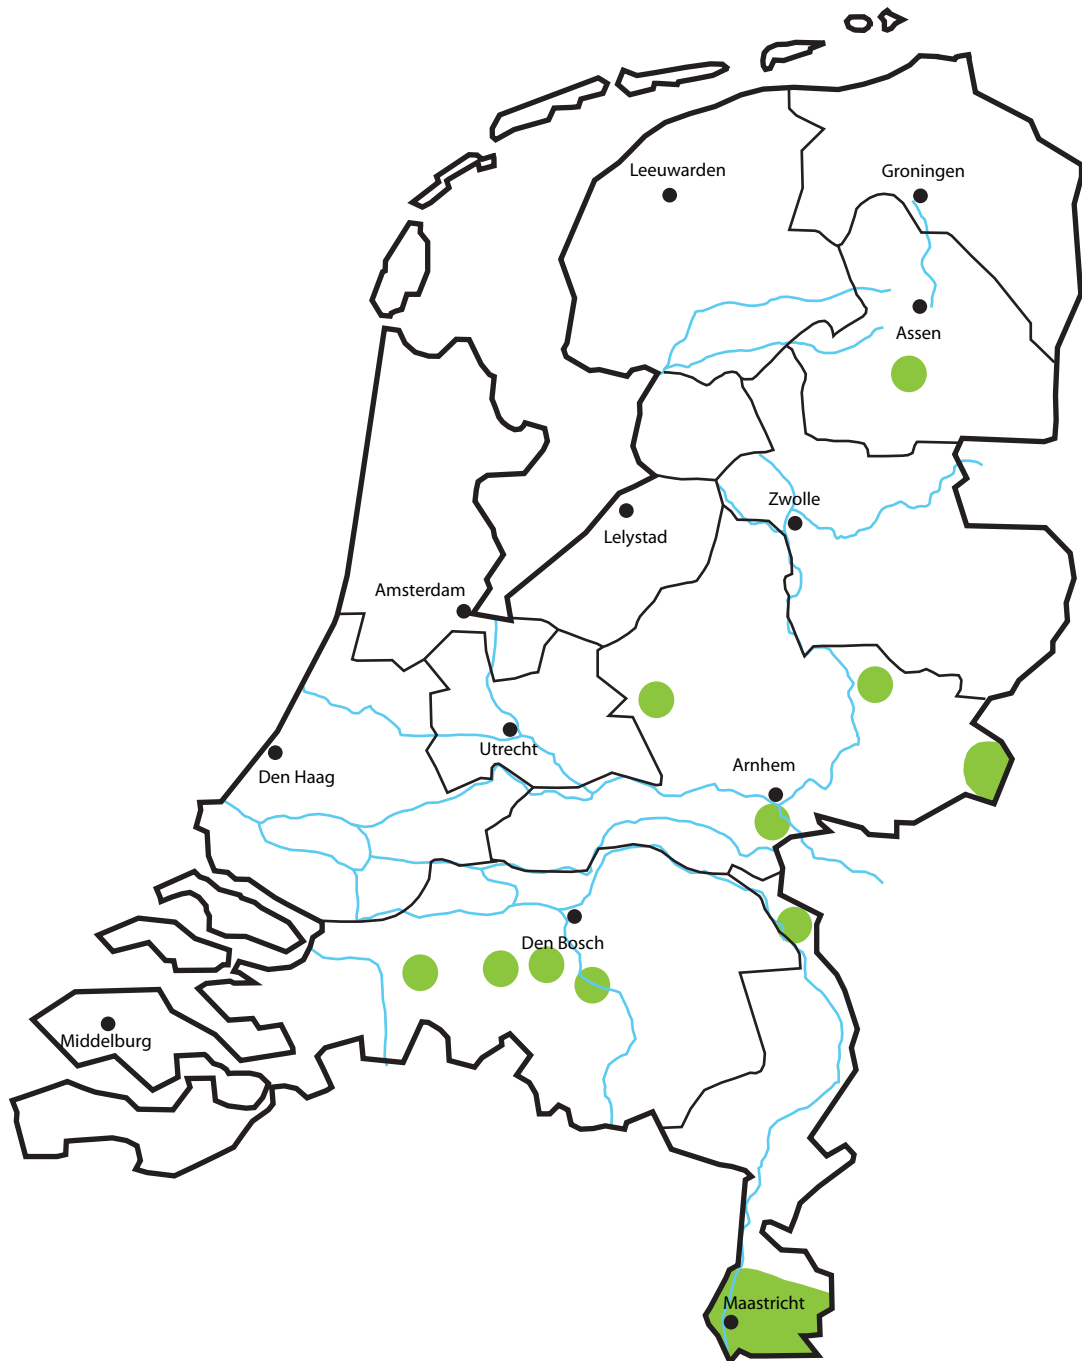 Leeuwarden
Groningen
Assen
Zwolle
Lelystad
Amsterdam
Utrecht
Den Haag
Arnhem
Den Bosch
Middelburg
Maastricht